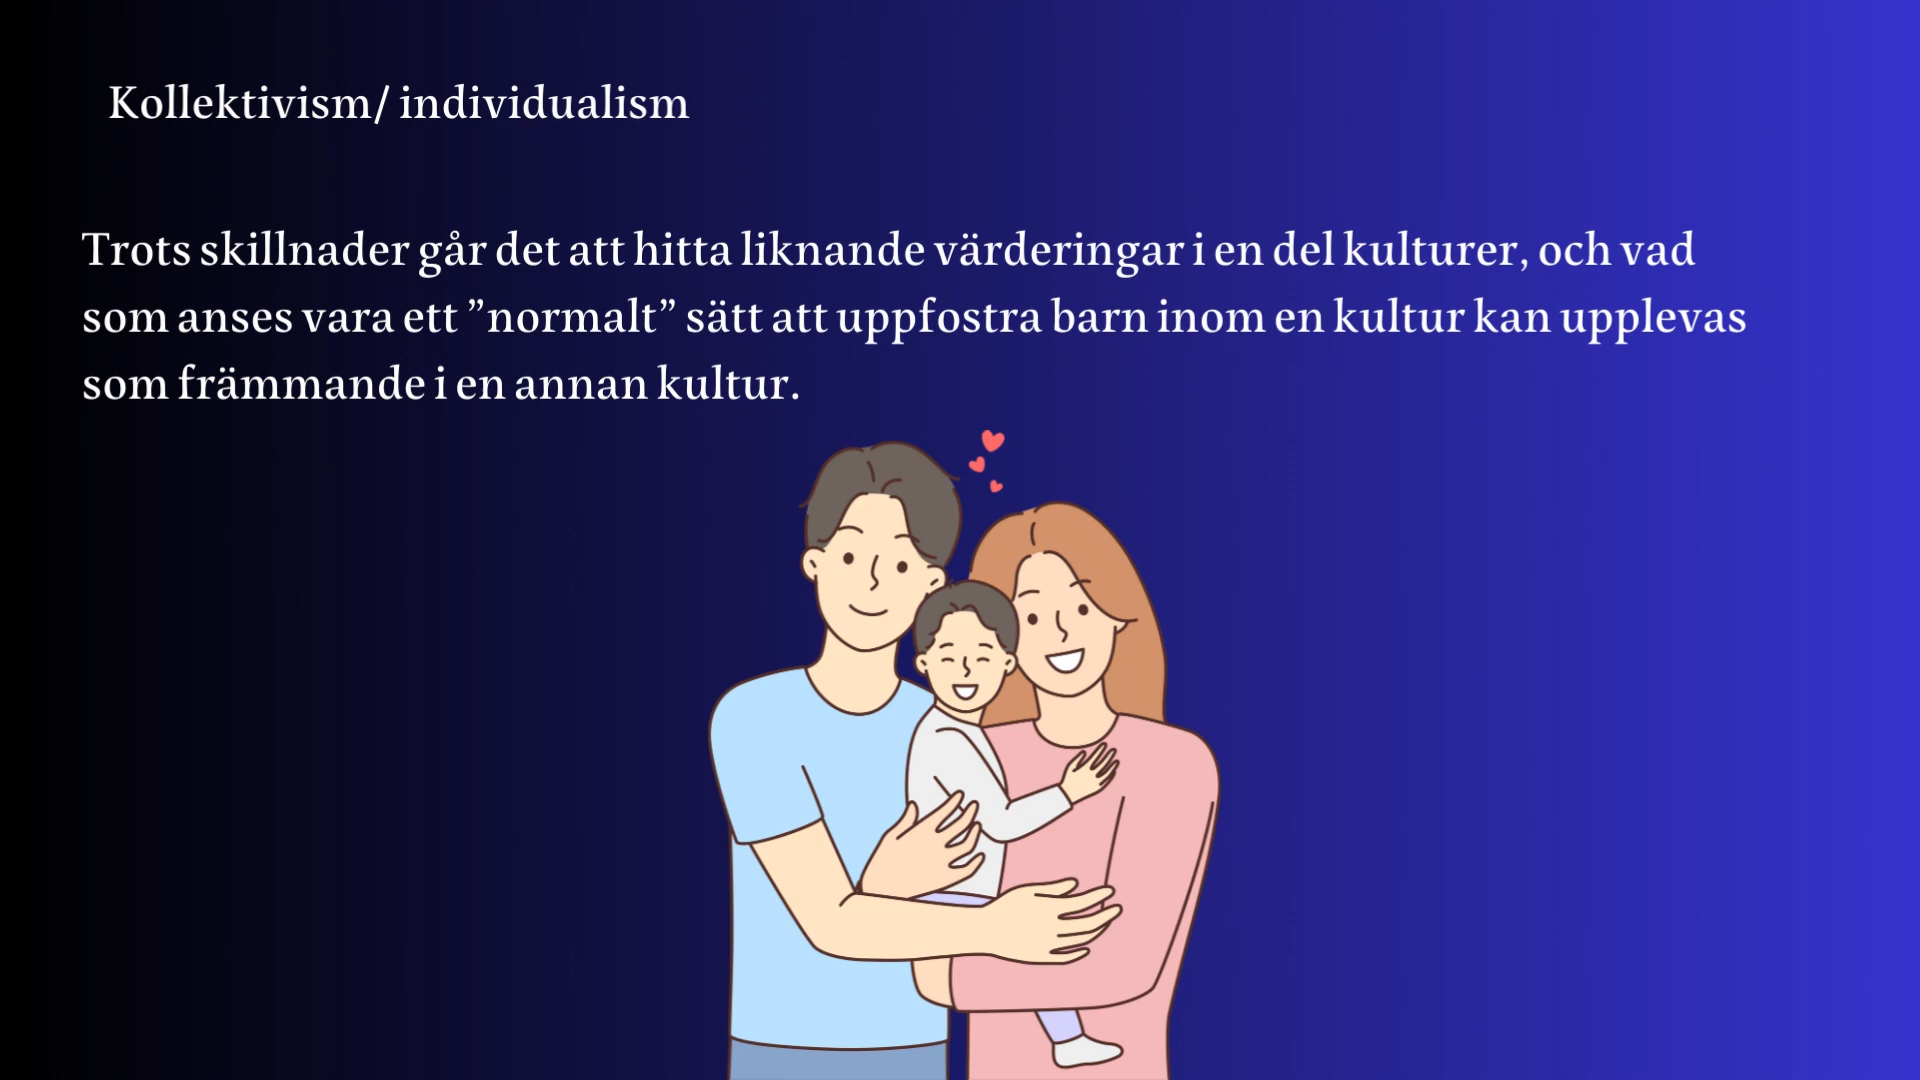 Kollektivism/ individualism
Trots skillnader går det att hitta liknande värderingar i en del kulturer, och vad
som anses vara ett ”normalt” sätt att uppfostra barn inom en kultur kan upplevas
som främmande i en annan kultur.